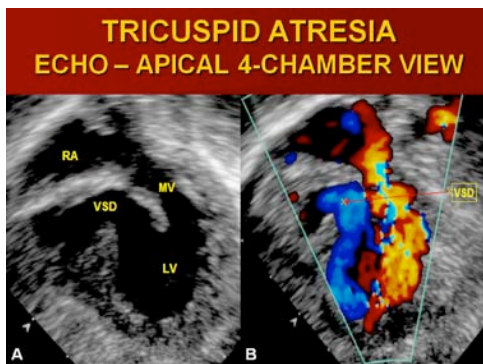 TRICUSPID ATRESIA
ECHO – APICAL 4-CHAMBER VIEW
RA
MV
VSD
LV
A
VSD
B